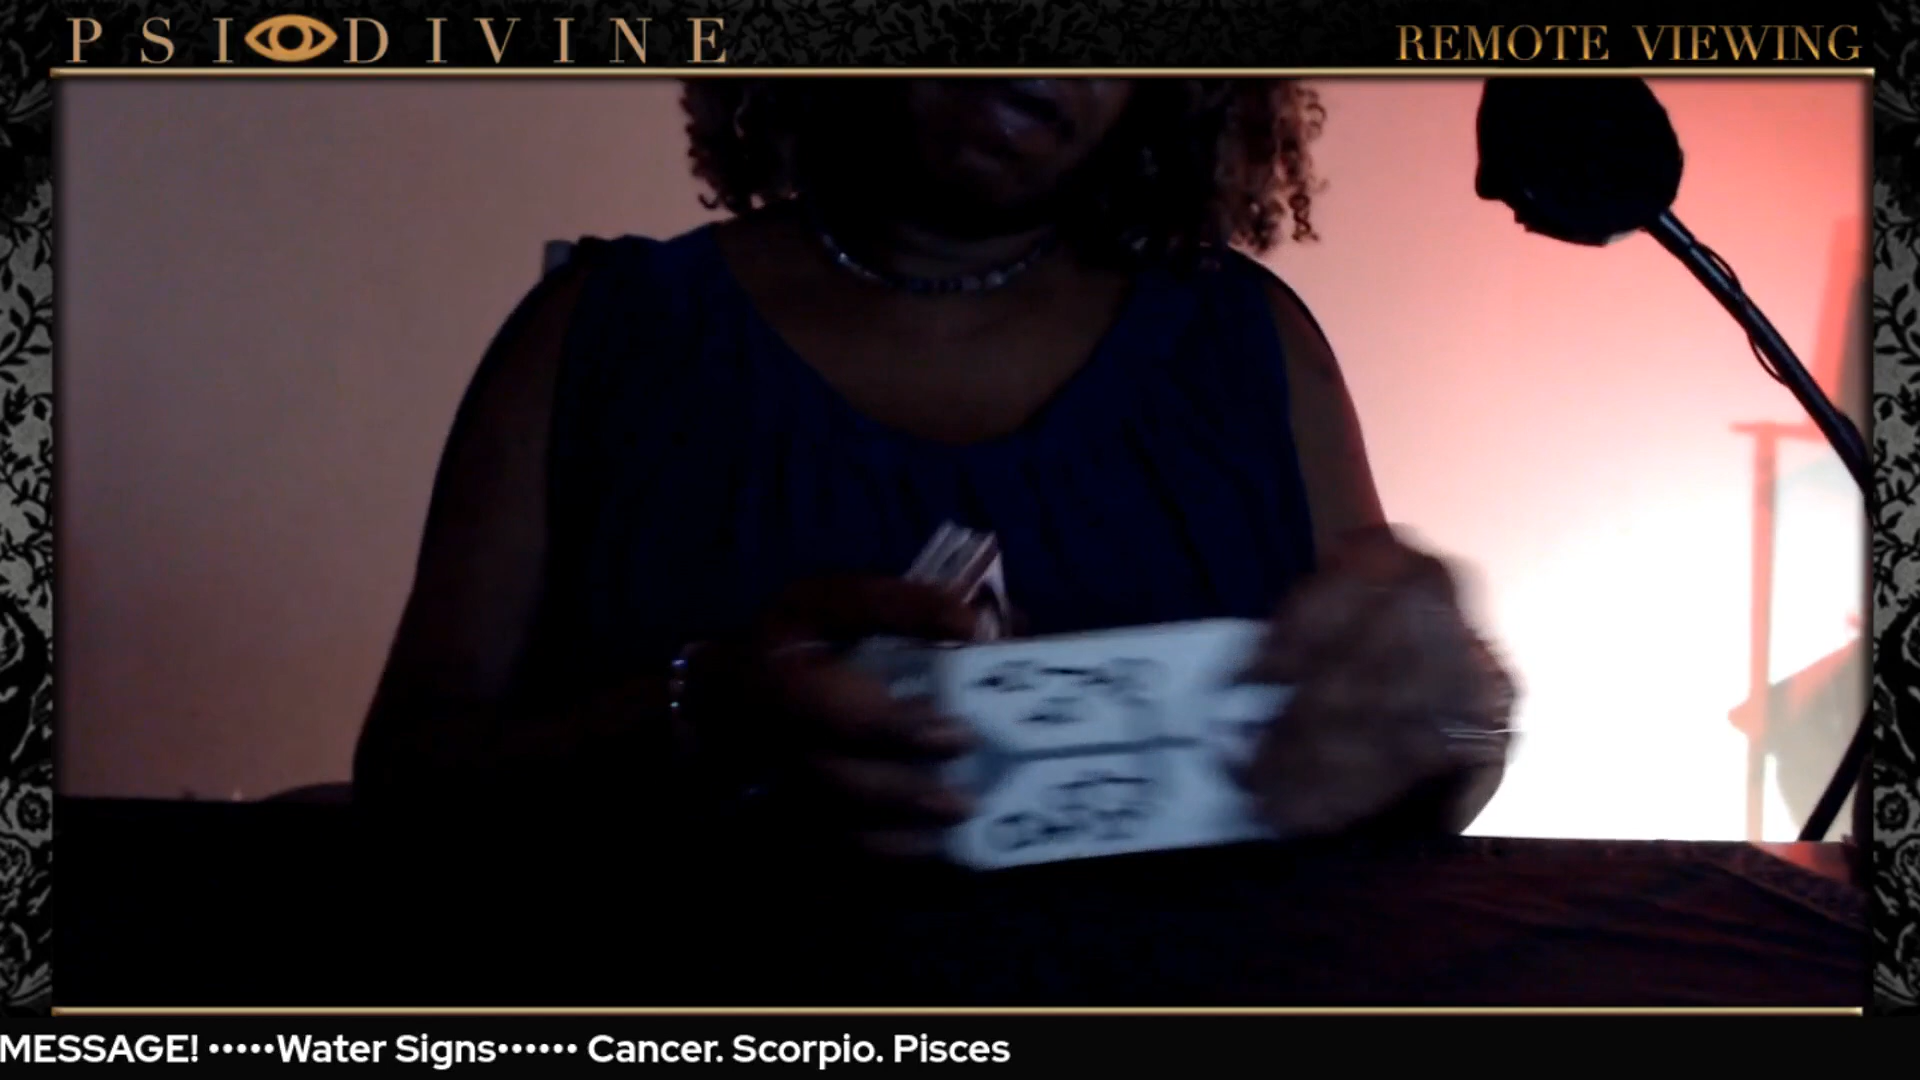 PSI DIVINE
REMOTE VIEWING
MESSAGE! •••••Water Signs•••••• Cancer. Scorpio. Pisces